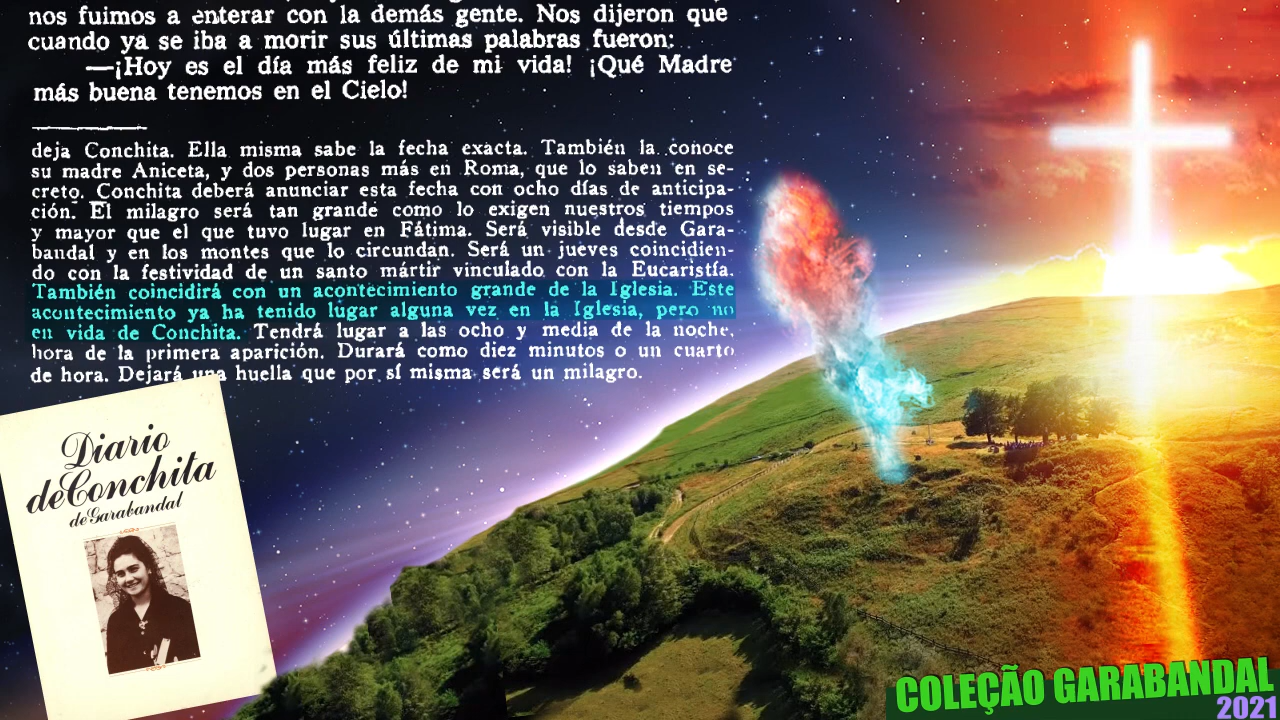 nos fuimos a enterar con la demás gente. Nos dijeron que
cuando ya se iba a morir sus últimas palabras fueron:
—¡Hoy es el día más feliz de mi vida! ¡Qué Madre
más buena tenemos en el Cielo!
deja Conchita. Ella misma sabe la fecha exacta. También la conoce
su madre Aniceta, y dos personas más en Roma, que lo saben en se-
creto. Conchita deberá anunciar esta fecha con ocho días de anticipa-
ción. El milagro será tan grande como lo exigen nuestros tiempos
y mayor que el que tuvo lugar en Fátima. Será visible desde Gara-
bandal y en los montes que lo circundan. Será un jueves coincidien-
do con la festividad de un santo mártir vinculado con la Eucaristía.
También coincidirá con un acontecimiento grande de la Iglesia. Este
acontecimiento ya ha tenido lugar alguna vez en la Iglesia, pero no
en vida de Conchita. Tendrá lugar a las ocho y media de la noche,
hora de la primera aparición. Durará como diez minutos o un cuarto
de hora. Dejará una huella que por sí misma será un milagro.
Diario
de Conchita
de Garabandal
COLEÇÃO GARABANDAL
2021